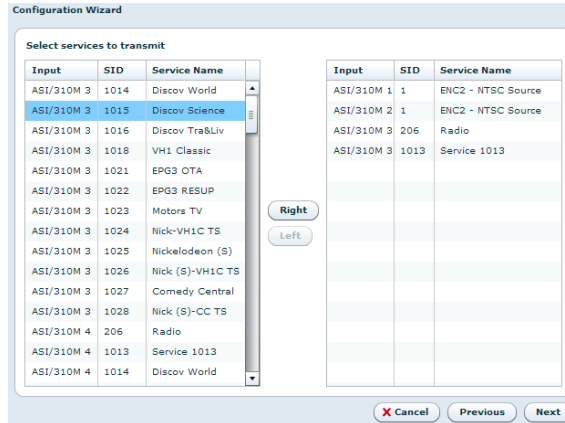 Configuration Wizard
Select services to transmit
Input SID Service Name
ASI/310M 3 1014 Discov World
ASI/310M 3 1015 Discov Science
ASI/310M 3 1016 Discov Tra&Liv
ASI/310M 3 1018 VH1 Classic
ASI/310M 3 1021 EPG3 OTA
ASI/310M 3 1022 EPG3 RESUP
ASI/310M 3 1023 Motors TV
ASI/310M 3 1024 Nick-VH1C TS
ASI/310M 3 1025 Nickelodeon (S)
ASI/310M 3 1026 Nick (S)-VH1C TS
ASI/310M 3 1027 Comedy Central
ASI/310M 3 1028 Nick (S)-CC TS
ASI/310M 4 206 Radio
ASI/310M 4 1013 Service 1013
ASI/310M 4 1014 Discov World
Right
Left
Input SID Service Name
ASI/310M 1 1 ENC2 - NTSC Source
ASI/310M 2 1 ENC2 - NTSC Source
ASI/310M 3 206 Radio
ASI/310M 3 1013 Service 1013
Cancel Previous Next